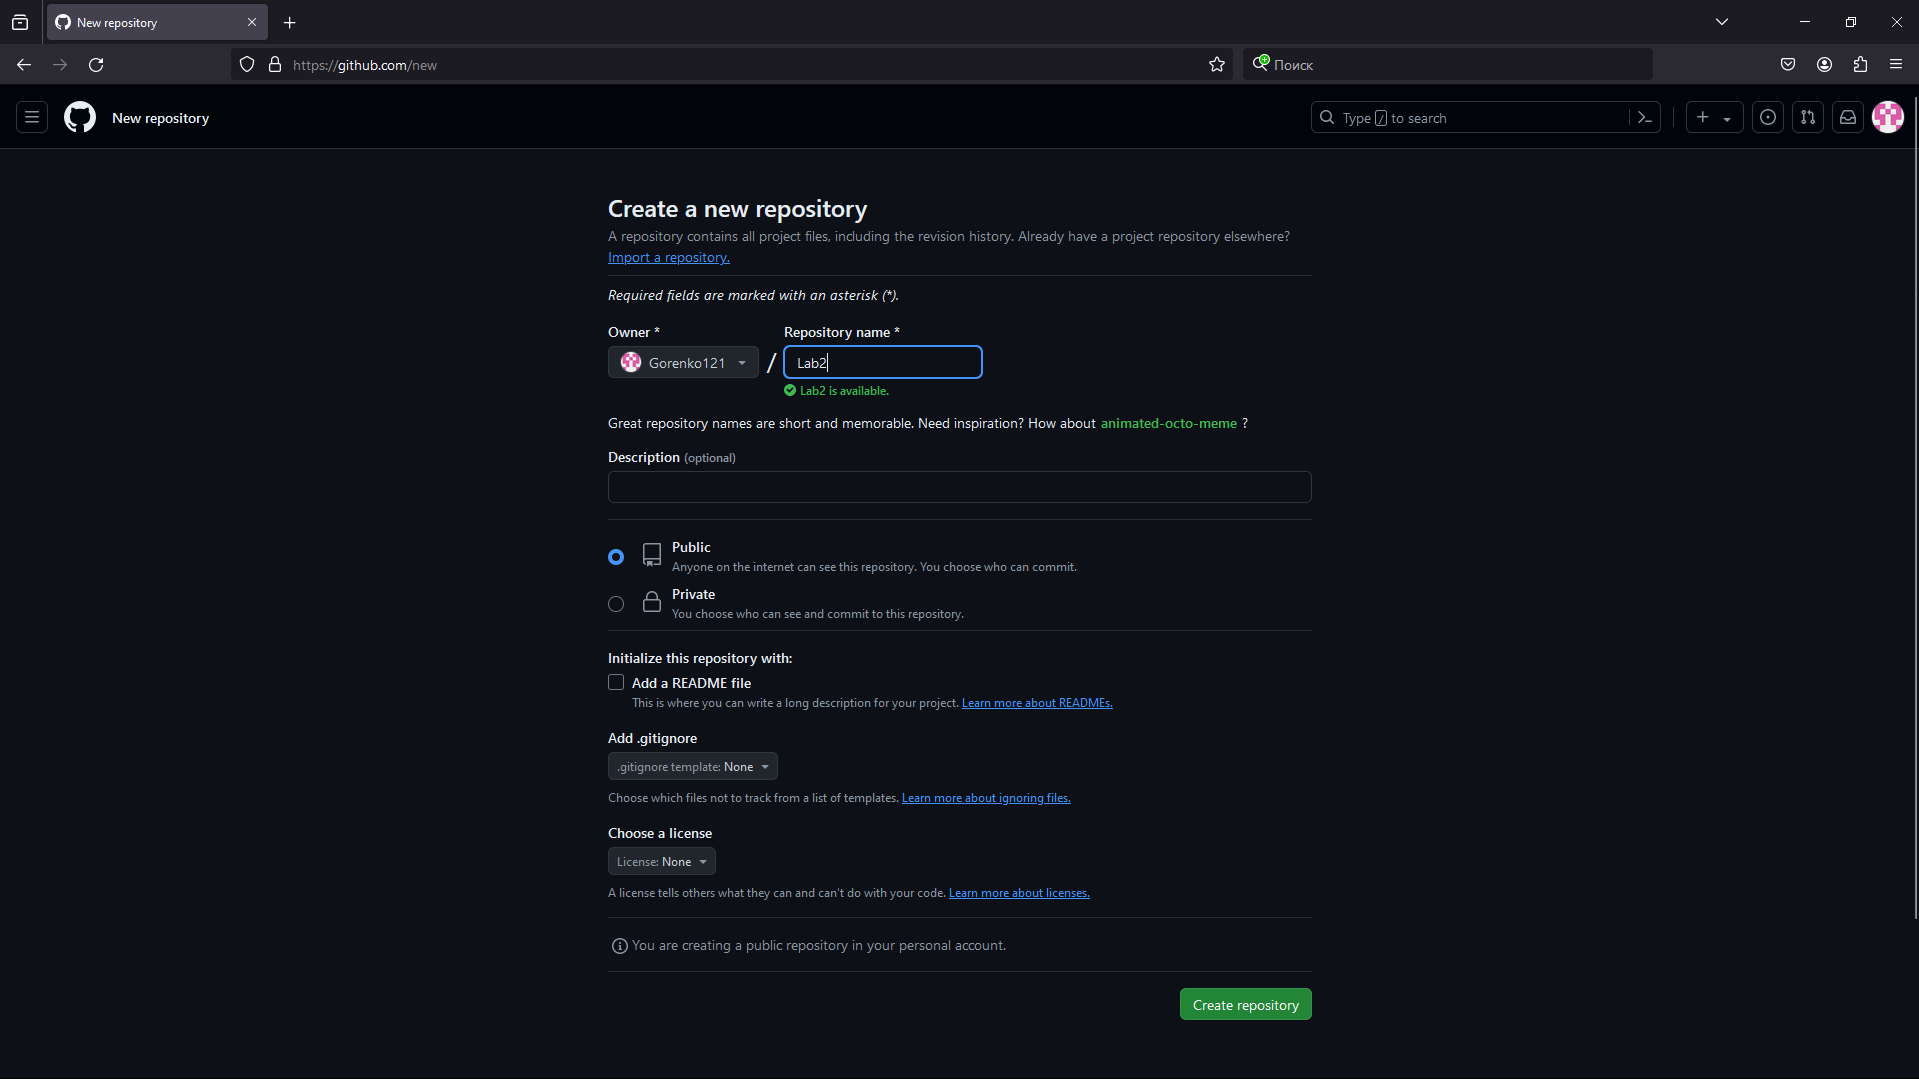 New repository
https://github.com/new
Поиск
New repository
Type / to search
Create a new repository
A repository contains all project files, including the revision history. Already have a project repository elsewhere?
Import a repository.
Required fields are marked with an asterisk (*).
Owner * Repository name *
Gorenko121 / Lab2
Lab2 is available.
Great repository names are short and memorable. Need inspiration? How about animated-octo-meme ?
Description (optional)
Public
Anyone on the internet can see this repository. You choose who can commit.
Private
You choose who can see and commit to this repository.
Initialize this repository with:
Add a README file
This is where you can write a long description for your project. Learn more about READMEs.
Add .gitignore
.gitignore template: None
Choose which files not to track from a list of templates. Learn more about ignoring files.
Choose a license
License: None
A license tells others what they can and can't do with your code. Learn more about licenses.
You are creating a public repository in your personal account.
Create repository